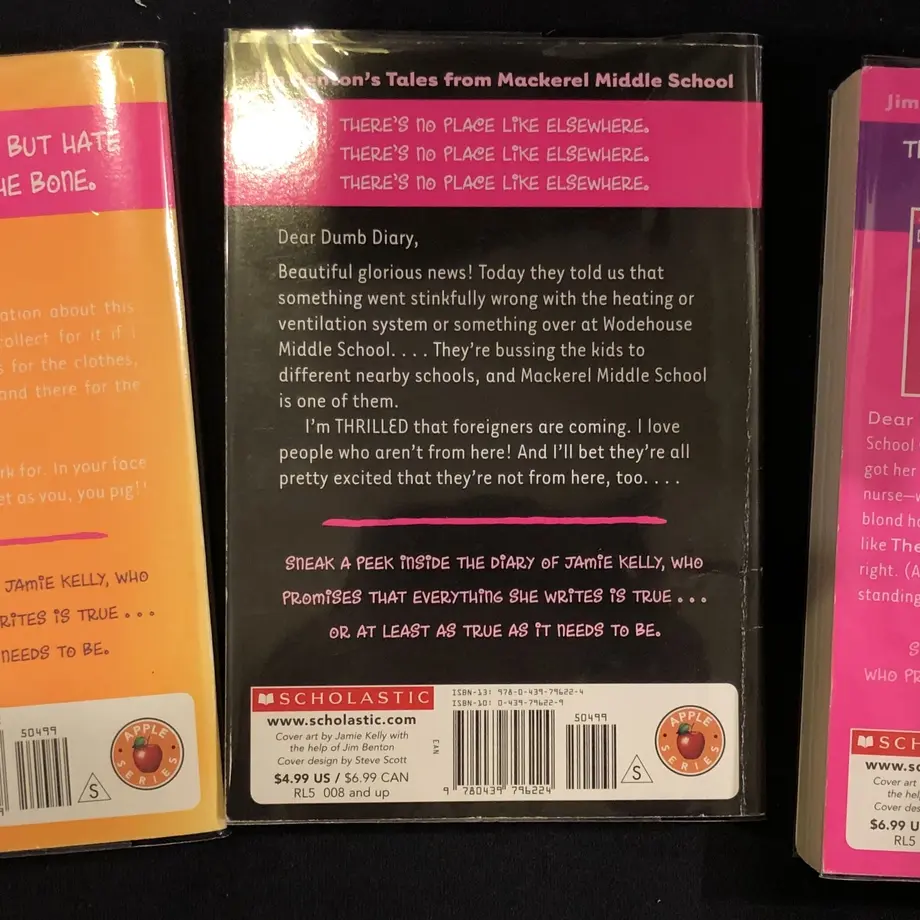 BUT HATE
HE BONE.
ation about this
collect for it if I
s for the clothes,
and there for the
rk for. In your face
et as you, you pig!'
JAMIE KELLY, WHO
RITES IS TRUE . . .
NEEDS TO BE.
50499
S
APPLE
SERIES
Jim Benton's Tales from Mackerel Middle School
THERE'S NO PLACE LIKE ELSEWHERE.
THERE'S NO PLACE LIKE ELSEWHERE.
THERE'S NO PLACE LIKE ELSEWHERE.
Dear Dumb Diary,
Beautiful glorious news! Today they told us that
something went stinkfully wrong with the heating or
ventilation system or something over at Wodehouse
Middle School. . . . They're bussing the kids to
different nearby schools, and Mackerel Middle School
is one of them.
I'm THRILLED that foreigners are coming. I love
people who aren't from here! And I'll bet they're all
pretty excited that they're not from here, too. . . .
SNEAK A PEEK INSIDE THE DIARY OF JAMIE KELLY, WHO
PROMISES THAT EVERYTHING SHE WRITES IS TRUE . . .
OR AT LEAST AS TRUE AS IT NEEDS TO BE.
SCHOLASTIC
www.scholastic.com
Cover art by Jamie Kelly with
the help of Jim Benton
Cover design by Steve Scott
$4.99 US / $6.99 CAN
RL5 008 and up
EAN
ISBN-13: 978-0-439-79622-4
ISBN-10: 0-439-79622-9
50499
9 780439 796224
S
APPLE
SERIES
Jim
Dear
School
got her
nurse—w
blond ha
like The
right. (A
standing
S
WHO PR
SCH
www.sc
Cover art
the hel
Cover des
$6.99 U
RL5